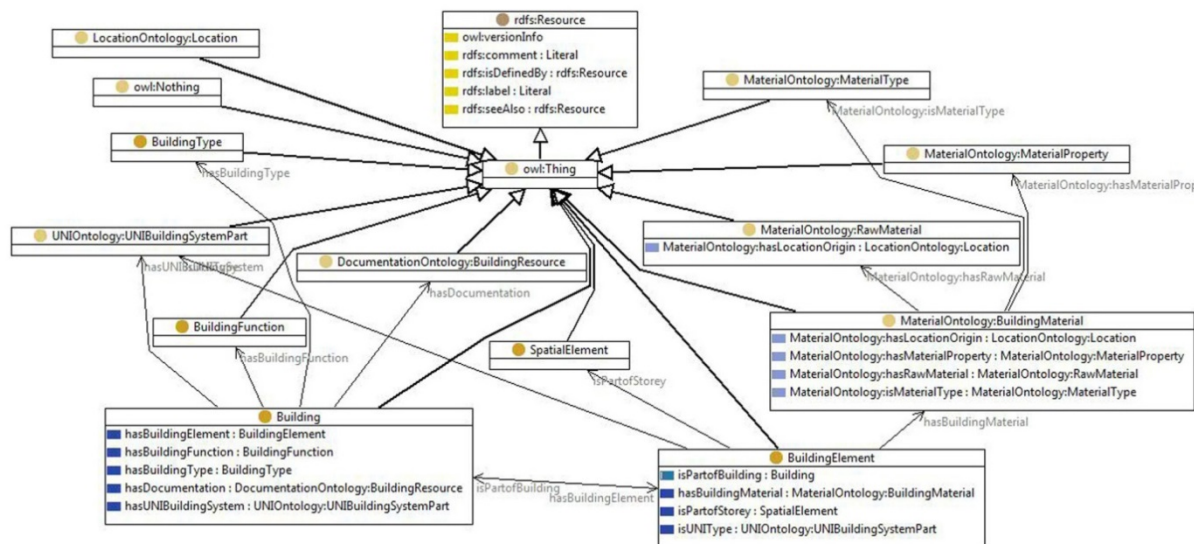 rdfs:Resource
owl:versionInfo
rdfs:comment : Literal
rdfs:isDefinedBy : rdfs:Resource
rdfs:label : Literal
rdfs:seeAlso : rdfs:Resource
LocationOntology:Location
owl:Nothing
BuildingType
hasBuildingType
owl:Thing
MaterialOntology:MaterialType
MaterialOntology:isMaterialType
MaterialOntology:MaterialProperty
MaterialOntology:hasMaterialProp
UNIOntology:UNIBuildingSystemPart
DocumentationOntology:BuildingResource
hasDocumentation
MaterialOntology:RawMaterial
MaterialOntology:hasLocationOrigin : LocationOntology:Location
MaterialOntology:hasRawMaterial
BuildingFunction
hasBuildingFunction
SpatialElement
isPartofStorey
MaterialOntology:BuildingMaterial
MaterialOntology:hasLocationOrigin : LocationOntology:Location
MaterialOntology:hasMaterialProperty : MaterialOntology:MaterialProperty
MaterialOntology:hasRawMaterial : MaterialOntology:RawMaterial
MaterialOntology:isMaterialType : MaterialOntology:MaterialType
hasBuildingMaterial
Building
hasBuildingElement : BuildingElement
hasBuildingFunction : BuildingFunction
hasBuildingType : BuildingType
hasDocumentation : DocumentationOntology:BuildingResource
hasUNIBuildingSystem : UNIOntology:UNIBuildingSystemPart
isPartofBuilding
hasBuildingElement
BuildingElement
isPartofBuilding : Building
hasBuildingMaterial : MaterialOntology:BuildingMaterial
isPartofStorey : SpatialElement
isUNIType : UNIOntology:UNIBuildingSystemPart